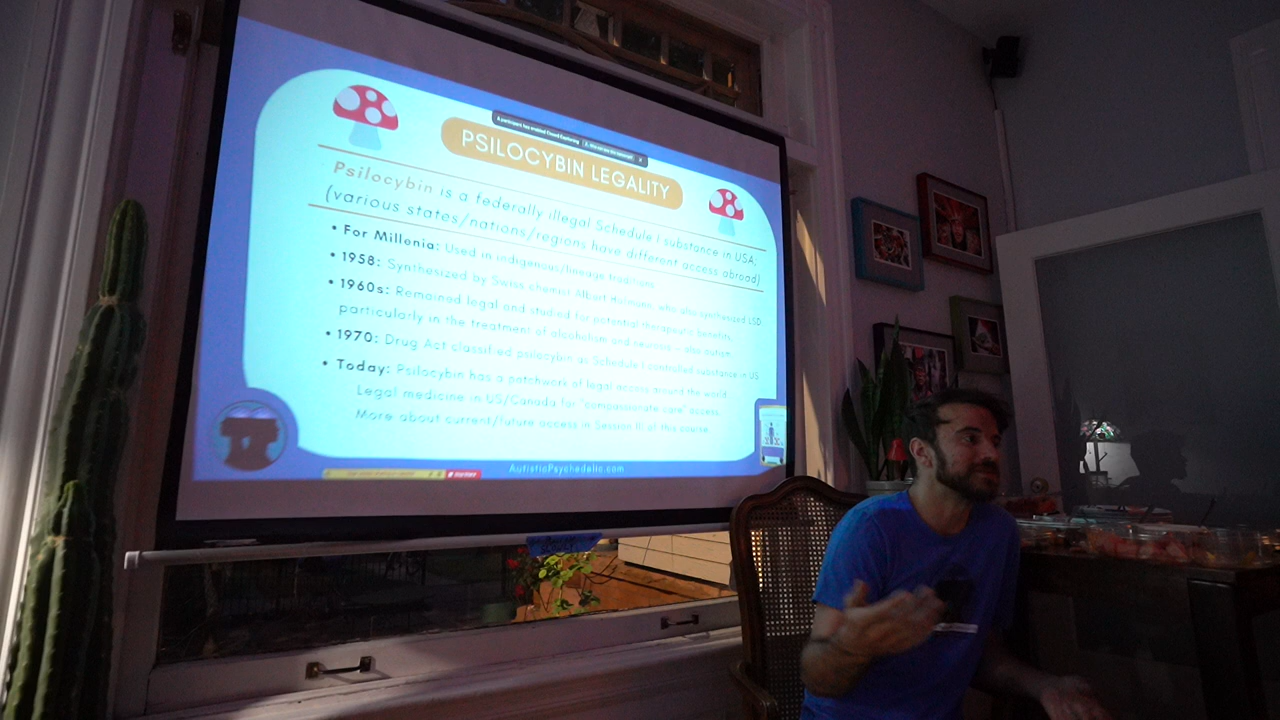 PSILOCYBIN LEGALITY
Psilocybin is a federally illegal Schedule I substance in USA;
(various states/nations/regions have different access abroad)
• For Millenia: Used in indigenous/lineage traditions
• 1958: Synthesized by Swiss chemist Albert Hofmann, who also synthesized LSD
• 1960s: Remained legal and studied for potential therapeutic benefits,
particularly in the treatment of alcoholism and neurosis - also autism
• 1970: Drug Act classified psilocybin as Schedule I controlled substance in US
• Today: Psilocybin has a patchwork of legal access around the world
Legal medicine in US/Canada for "compassionate care" access
More about current/future access in Session III of this course
AutisticPsychedelic.com